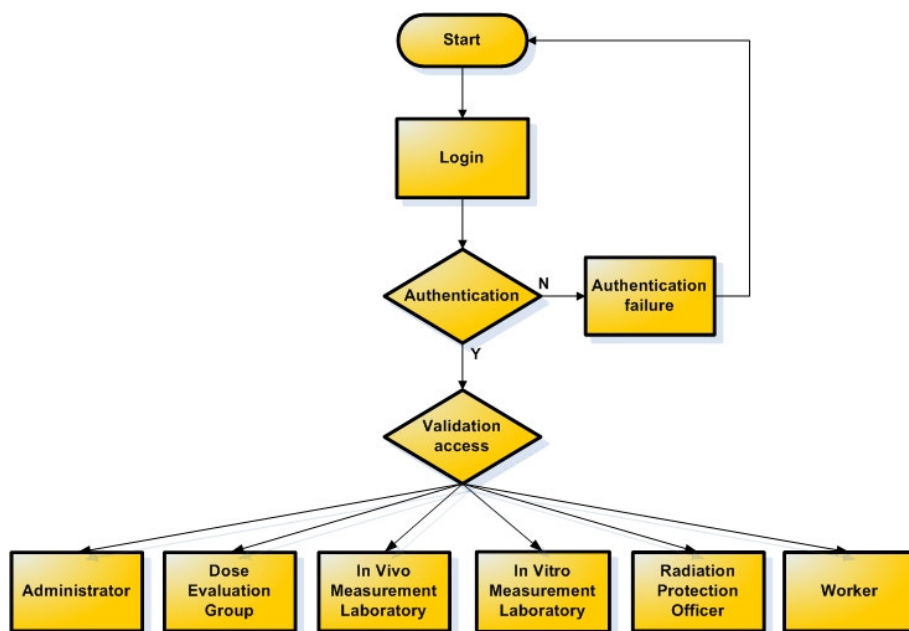 Start
Login
Authentication
N
Authentication
failure
Y
Validation
access
Administrator
Dose
Evaluation
Group
In Vivo
Measurement
Laboratory
In Vitro
Measurement
Laboratory
Radiation
Protection
Officer
Worker